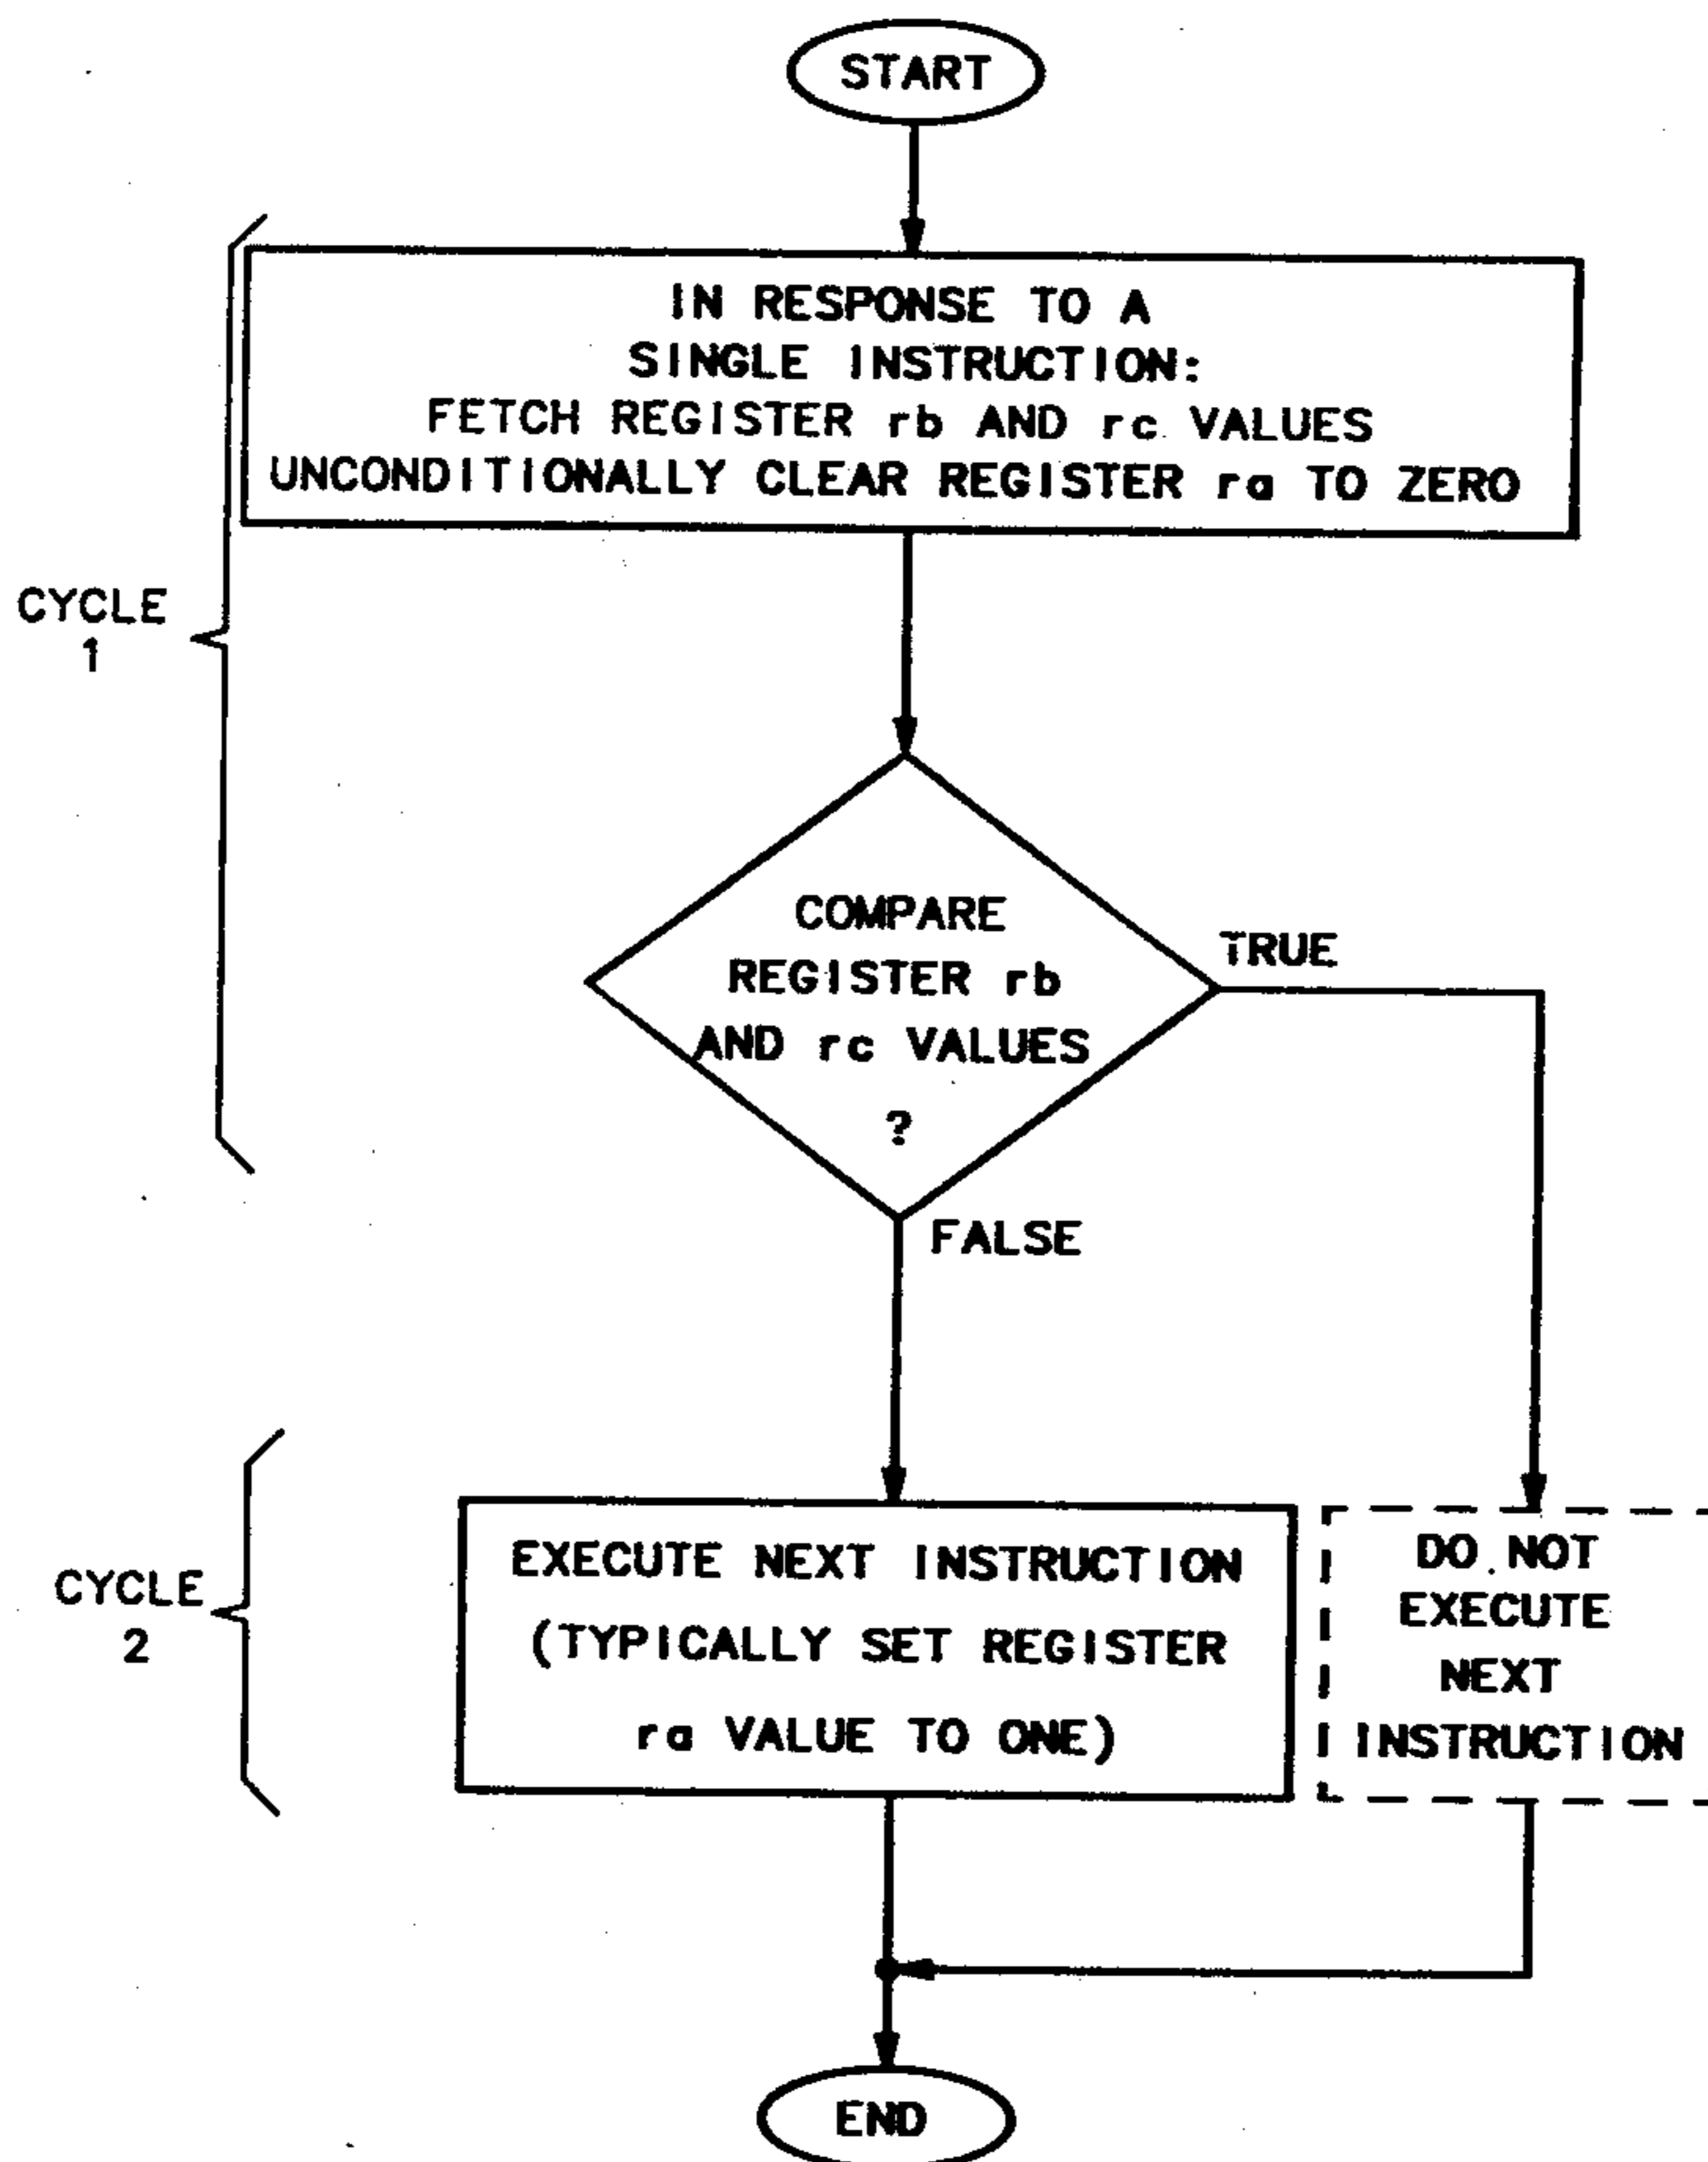 START
IN RESPONSE TO A
SINGLE INSTRUCTION:
FETCH REGISTER rb AND rc VALUES
UNCONDITIONALLY CLEAR REGISTER ra TO ZERO
CYCLE
1
COMPARE
REGISTER rb
AND rc VALUES
?
TRUE
FALSE
CYCLE
2
EXECUTE NEXT INSTRUCTION
(TYPICALLY SET REGISTER
ra VALUE TO ONE)
DO NOT
EXECUTE
NEXT
INSTRUCTION
END